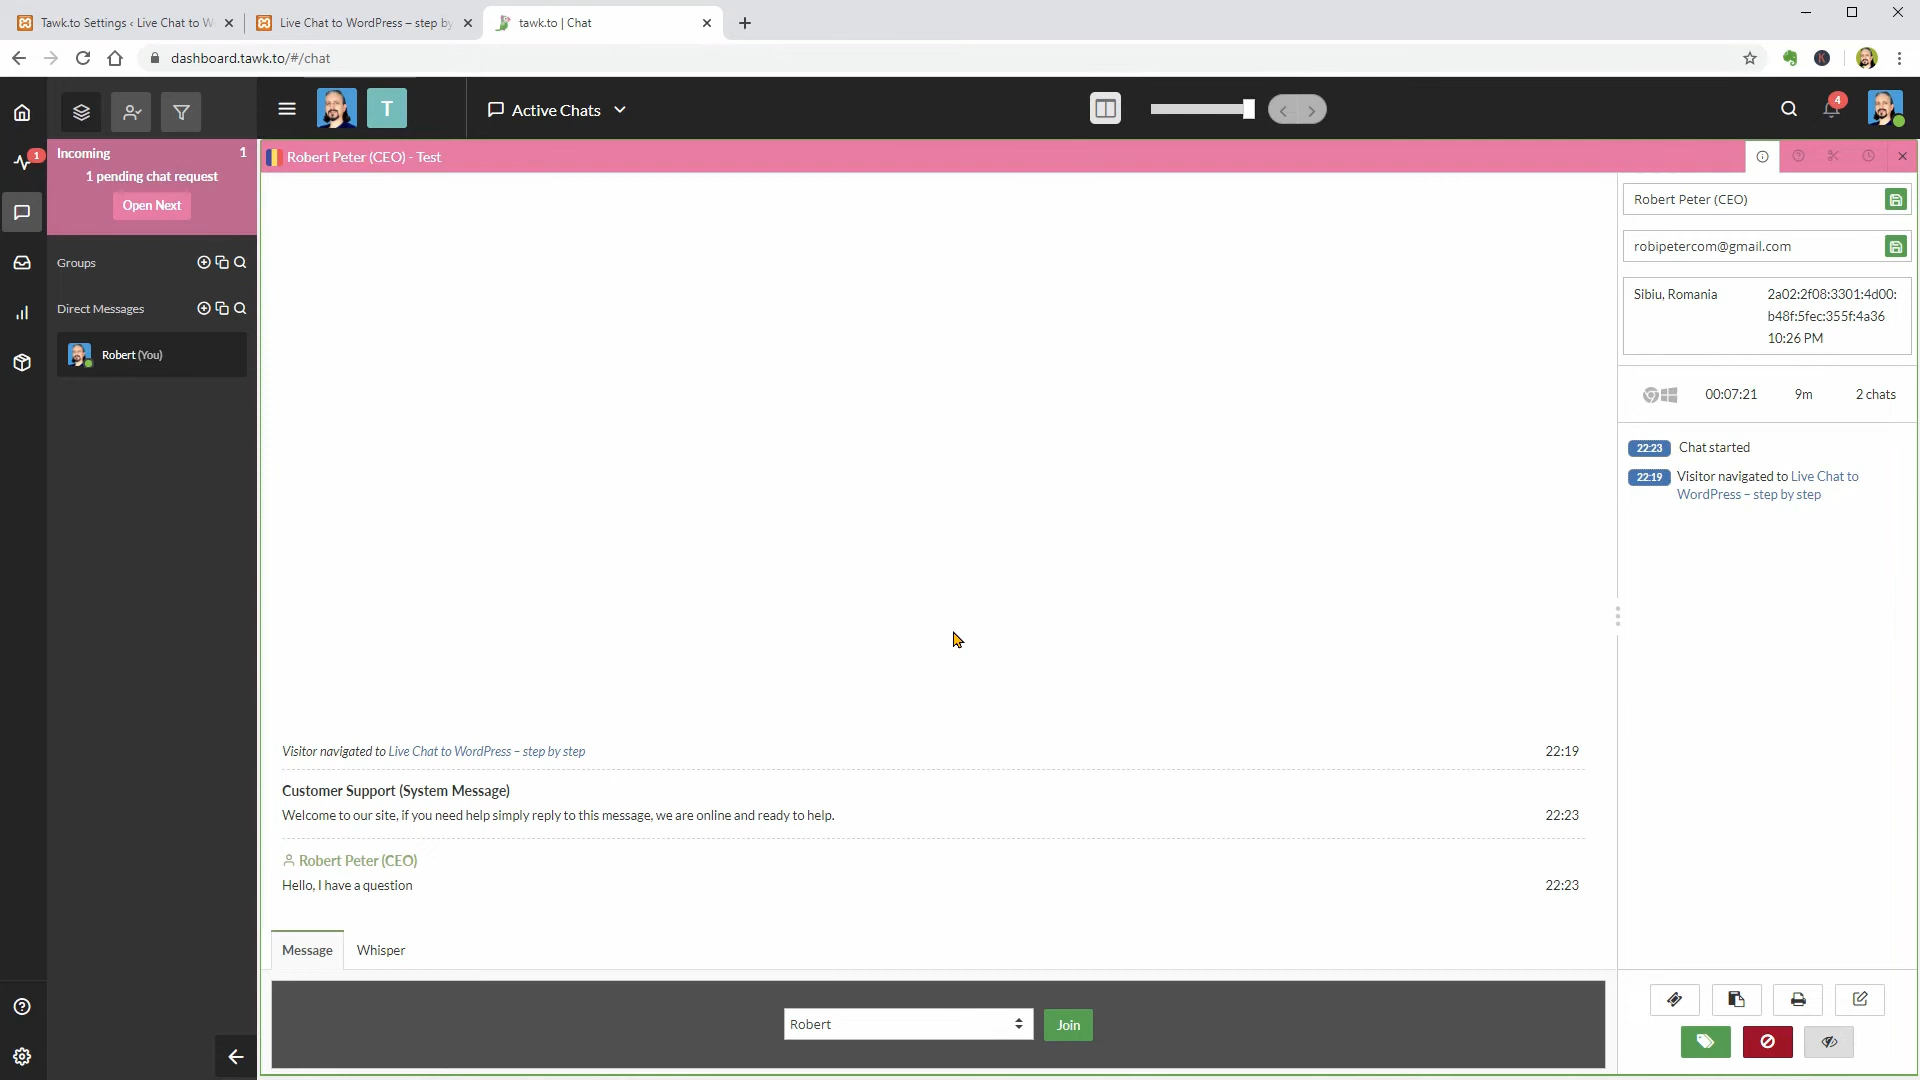 Tawk.to Settings ‹ Live Chat to W
Live Chat to WordPress – step by
tawk.to | Chat
dashboard.tawk.to/#/chat
K
T
Active Chats
4
1
Incoming 1
1 pending chat request
Open Next
Groups
Direct Messages
Robert (You)
Robert Peter (CEO) - Test
Robert Peter (CEO)
robipetercom@gmail.com
Sibiu, Romania
2a02:2f08:3301:4d00:
b48f:5fec:355f:4a36
10:26 PM
00:07:21 9m 2 chats
22:23 Chat started
22:19 Visitor navigated to Live Chat to
WordPress – step by step
Visitor navigated to Live Chat to WordPress – step by step 22:19
Customer Support (System Message)
Welcome to our site, if you need help simply reply to this message, we are online and ready to help. 22:23
Robert Peter (CEO)
Hello, I have a question 22:23
Message Whisper
Robert
Join